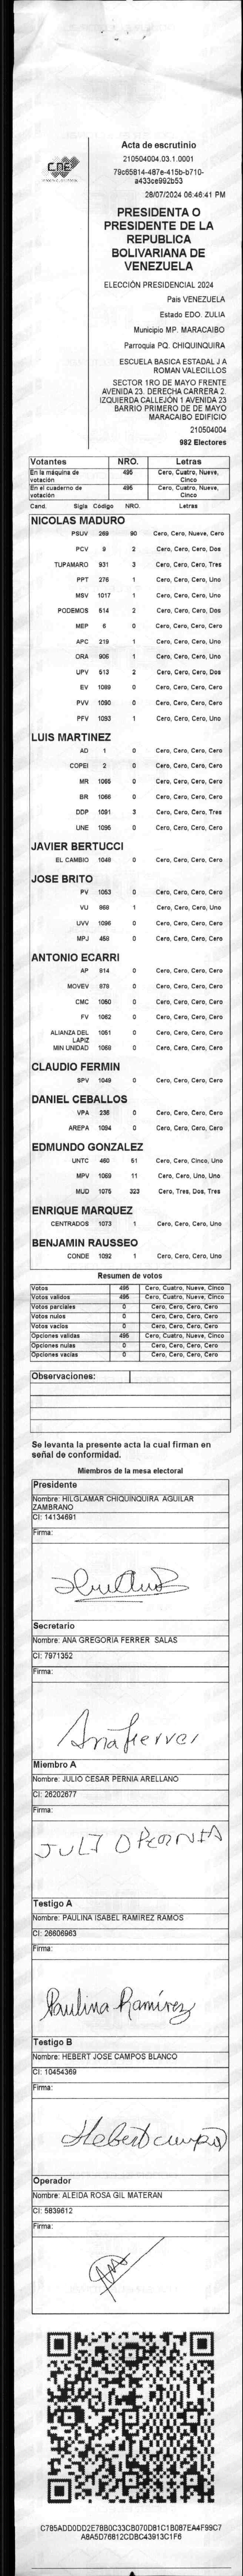 CNE
Acta de escrutinio
210504004.03.1.0001
79c65814-487e-415b-b710-
a433ce992b53
28/07/2024 06:46:41 PM
PRESIDENTA O
PRESIDENTE DE LA
REPUBLICA
BOLIVARIANA DE
VENEZUELA
ELECCIÓN PRESIDENCIAL 2024
Pais VENEZUELA
Estado EDO. ZULIA
Municipio MP. MARACAIBO
Parroquia PQ. CHIQUINQUIRA
ESCUELA BASICA ESTADAL J A
ROMAN VALECILLOS
SECTOR 1RO DE MAYO FRENTE
AVENIDA 23. DERECHA CARRERA 2.
IZQUIERDA CALLEJÓN 1 AVENIDA 23
BARRIO PRIMERO DE DE MAYO
MARACAIBO EDIFICIO
210504004
982 Electores
Votantes NRO. Letras
En la máquina de votación 495 Cero, Cuatro, Nueve, Cinco
En el cuaderno de votación 495 Cero, Cuatro, Nueve, Cinco
Cand. Sigla Código NRO. Letras
NICOLAS MADURO
PSUV 269 90 Cero, Cero, Nueve, Cero
PCV 9 2 Cero, Cero, Cero, Dos
TUPAMARO 931 3 Cero, Cero, Cero, Tres
PPT 276 1 Cero, Cero, Cero, Uno
MSV 1017 1 Cero, Cero, Cero, Uno
PODEMOS 514 2 Cero, Cero, Cero, Dos
MEP 6 0 Cero, Cero, Cero, Cero
APC 219 1 Cero, Cero, Cero, Uno
ORA 906 1 Cero, Cero, Cero, Uno
UPV 513 2 Cero, Cero, Cero, Dos
EV 1089 0 Cero, Cero, Cero, Cero
PVV 1090 0 Cero, Cero, Cero, Cero
PFV 1093 1 Cero, Cero, Cero, Uno
LUIS MARTINEZ
AD 1 0 Cero, Cero, Cero, Cero
COPEI 2 0 Cero, Cero, Cero, Cero
MR 1065 0 Cero, Cero, Cero, Cero
BR 1066 0 Cero, Cero, Cero, Cero
DDP 1091 3 Cero, Cero, Cero, Tres
UNE 1095 0 Cero, Cero, Cero, Cero
JAVIER BERTUCCI
EL CAMBIO 1048 0 Cero, Cero, Cero, Cero
JOSE BRITO
PV 1053 0 Cero, Cero, Cero, Cero
VU 868 1 Cero, Cero, Cero, Uno
UVV 1096 0 Cero, Cero, Cero, Cero
MPJ 458 0 Cero, Cero, Cero, Cero
ANTONIO ECARRI
AP 814 0 Cero, Cero, Cero, Cero
MOVEV 878 0 Cero, Cero, Cero, Cero
CMC 1050 0 Cero, Cero, Cero, Cero
FV 1052 0 Cero, Cero, Cero, Cero
ALIANZA DEL LAPIZ 1051 0 Cero, Cero, Cero, Cero
MIN UNIDAD 1058 0 Cero, Cero, Cero, Cero
CLAUDIO FERMIN
SPV 1049 0 Cero, Cero, Cero, Cero
DANIEL CEBALLOS
VPA 236 0 Cero, Cero, Cero, Cero
AREPA 1094 0 Cero, Cero, Cero, Cero
EDMUNDO GONZALEZ
UNTC 460 51 Cero, Cero, Cinco, Uno
MPV 1069 11 Cero, Cero, Uno, Uno
MUD 1075 323 Cero, Tres, Dos, Tres
ENRIQUE MARQUEZ
CENTRADOS 1073 1 Cero, Cero, Cero, Uno
BENJAMIN RAUSSEO
CONDE 1092 1 Cero, Cero, Cero, Uno
Resumen de votos
Votos 495 Cero, Cuatro, Nueve, Cinco
Votos validos 495 Cero, Cuatro, Nueve, Cinco
Votos parciales 0 Cero, Cero, Cero, Cero
Votos nulos 0 Cero, Cero, Cero, Cero
Votos vacios 0 Cero, Cero, Cero, Cero
Opciones validas 495 Cero, Cuatro, Nueve, Cinco
Opciones nulas 0 Cero, Cero, Cero, Cero
Opciones vacias 0 Cero, Cero, Cero, Cero
Observaciones:
Se levanta la presente acta la cual firman en
señal de conformidad.
Miembros de la mesa electoral
Presidente
Nombre: HILGLAMAR CHIQUINQUIRA AGUILAR
ZAMBRANO
CI: 14134691
Firma:
Secretario
Nombre: ANA GREGORIA FERRER SALAS
CI: 7971352
Firma:
Ana Ferrer
Miembro A
Nombre: JULIO CESAR PERNIA ARELLANO
CI: 26202677
Firma:
JULIO PERNIA
Testigo A
Nombre: PAULINA ISABEL RAMIREZ RAMOS
CI: 26606963
Firma:
Paulina Ramírez
Testigo B
Nombre: HEBERT JOSE CAMPOS BLANCO
CI: 10454369
Firma:
Hebert campos
Operador
Nombre: ALEIDA ROSA GIL MATERAN
CI: 5839612
Firma:
C785ADD0DD2E78B0C33CB070D81C1B087EA4F99C7
A8A5D76812CDBC43913C1F6